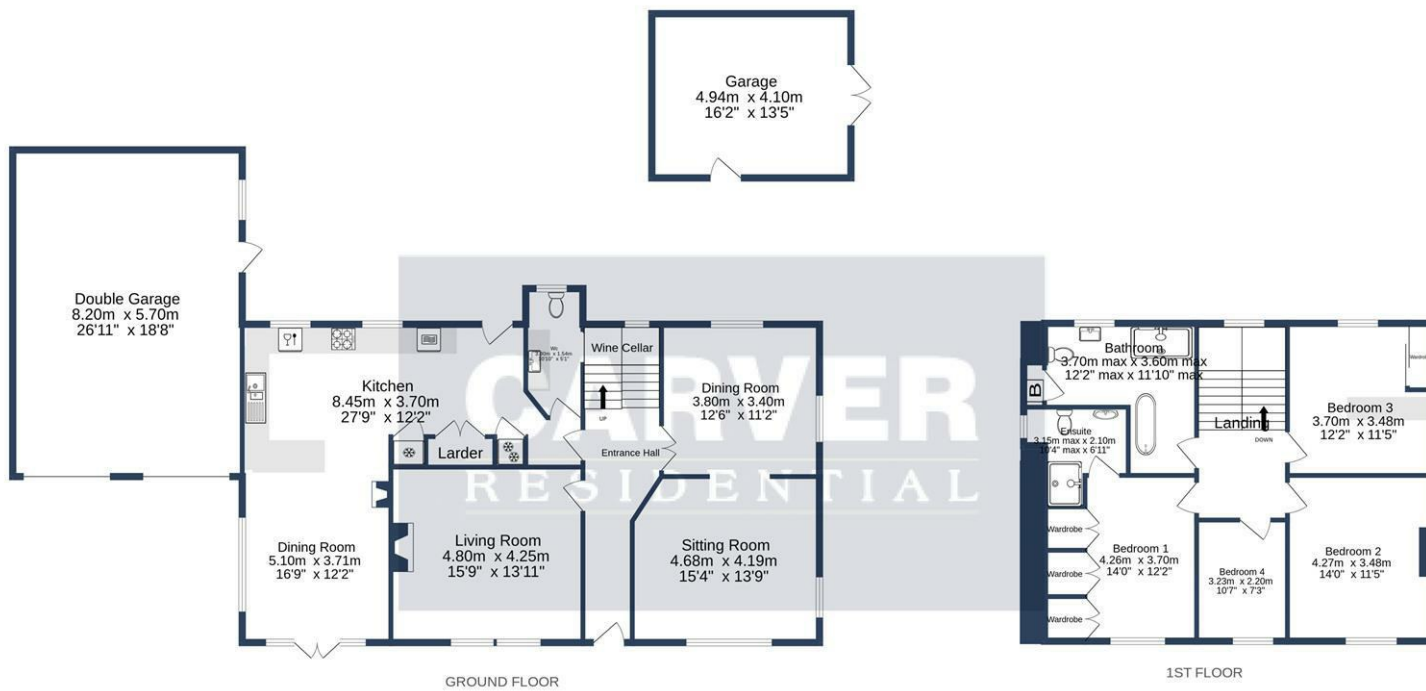 Garage
4.94m x 4.10m
16'2" x 13'5"
Double Garage
8.20m x 5.70m
26'11" x 18'8"
Kitchen
8.45m x 3.70m
27'9" x 12'2"
Larder
Wine Cellar
UP
Entrance Hall
Dining Room
3.80m x 3.40m
12'6" x 11'2"
Dining Room
5.10m x 3.71m
16'9" x 12'2"
Living Room
4.80m x 4.25m
15'9" x 13'11"
Sitting Room
4.68m x 4.19m
15'4" x 13'9"
CARVER
RESIDENTIAL
GROUND FLOOR
Bathroom
3.70m max x 3.60m max
12'2" max x 11'10" max
B
Ensuite
3.15m max x 2.10m
10'4" max x 6'11"
Landing
DOWN
Bedroom 3
3.70m x 3.48m
12'2" x 11'5"
Wardrobe
Wardrobe
Wardrobe
Bedroom 1
4.26m x 3.70m
14'0" x 12'2"
Bedroom 4
3.23m x 2.20m
10'7" x 7'3"
Bedroom 2
4.27m x 3.48m
14'0" x 11'5"
1ST FLOOR